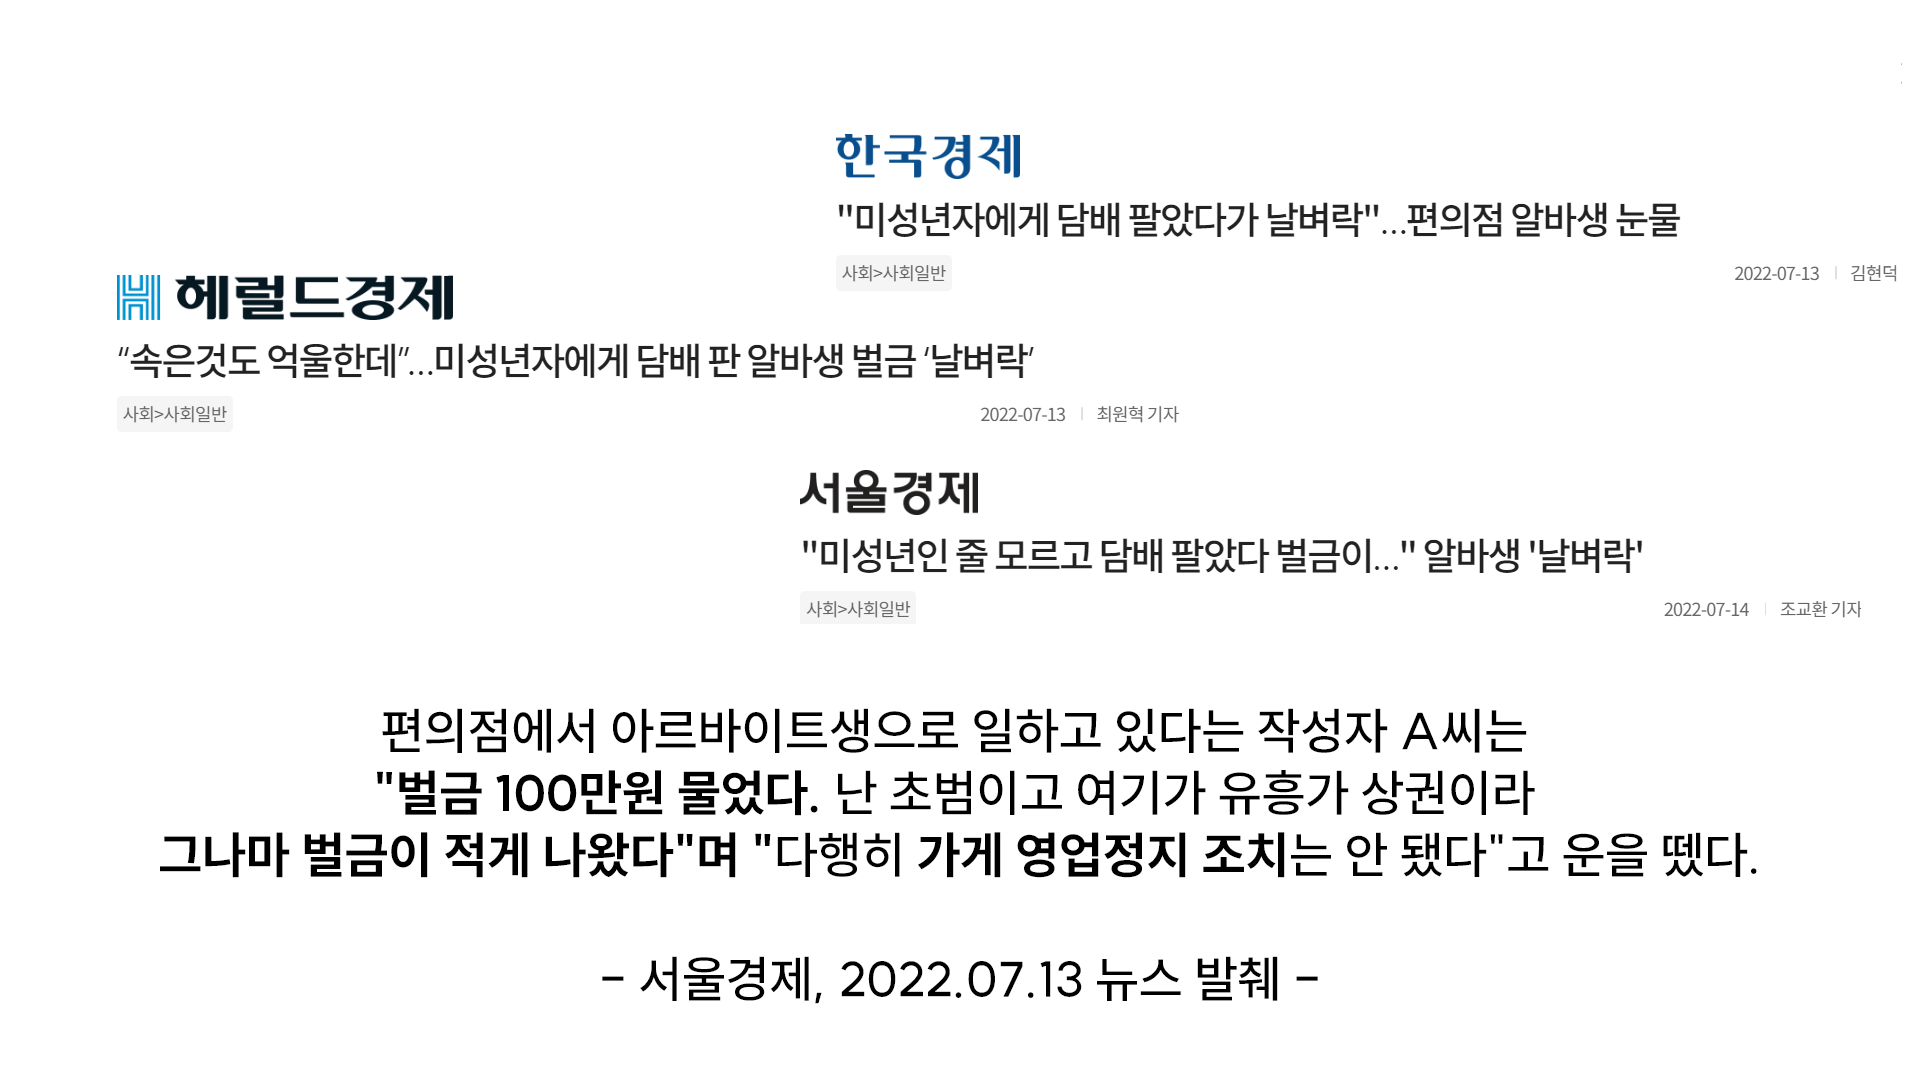 한국경제
"미성년자에게 담배 팔았다가 날벼락"...편의점 알바생 눈물
사회>사회일반
2022-07-13 | 김현덕
헤럴드경제
“속은것도 억울한데”...미성년자에게 담배 판 알바생 벌금 ‘날벼락’
사회>사회일반
2022-07-13 | 최원혁 기자
서울경제
"미성년인 줄 모르고 담배 팔았다 벌금이..." 알바생 '날벼락'
사회>사회일반
2022-07-14 | 조교환 기자
편의점에서 아르바이트생으로 일하고 있다는 작성자 A씨는
"벌금 100만원 물었다. 난 초범이고 여기가 유흥가 상권이라
그나마 벌금이 적게 나왔다"며 "다행히 가게 영업정지 조치는 안 됐다"고 운을 뗐다.
- 서울경제, 2022.07.13 뉴스 발췌 -